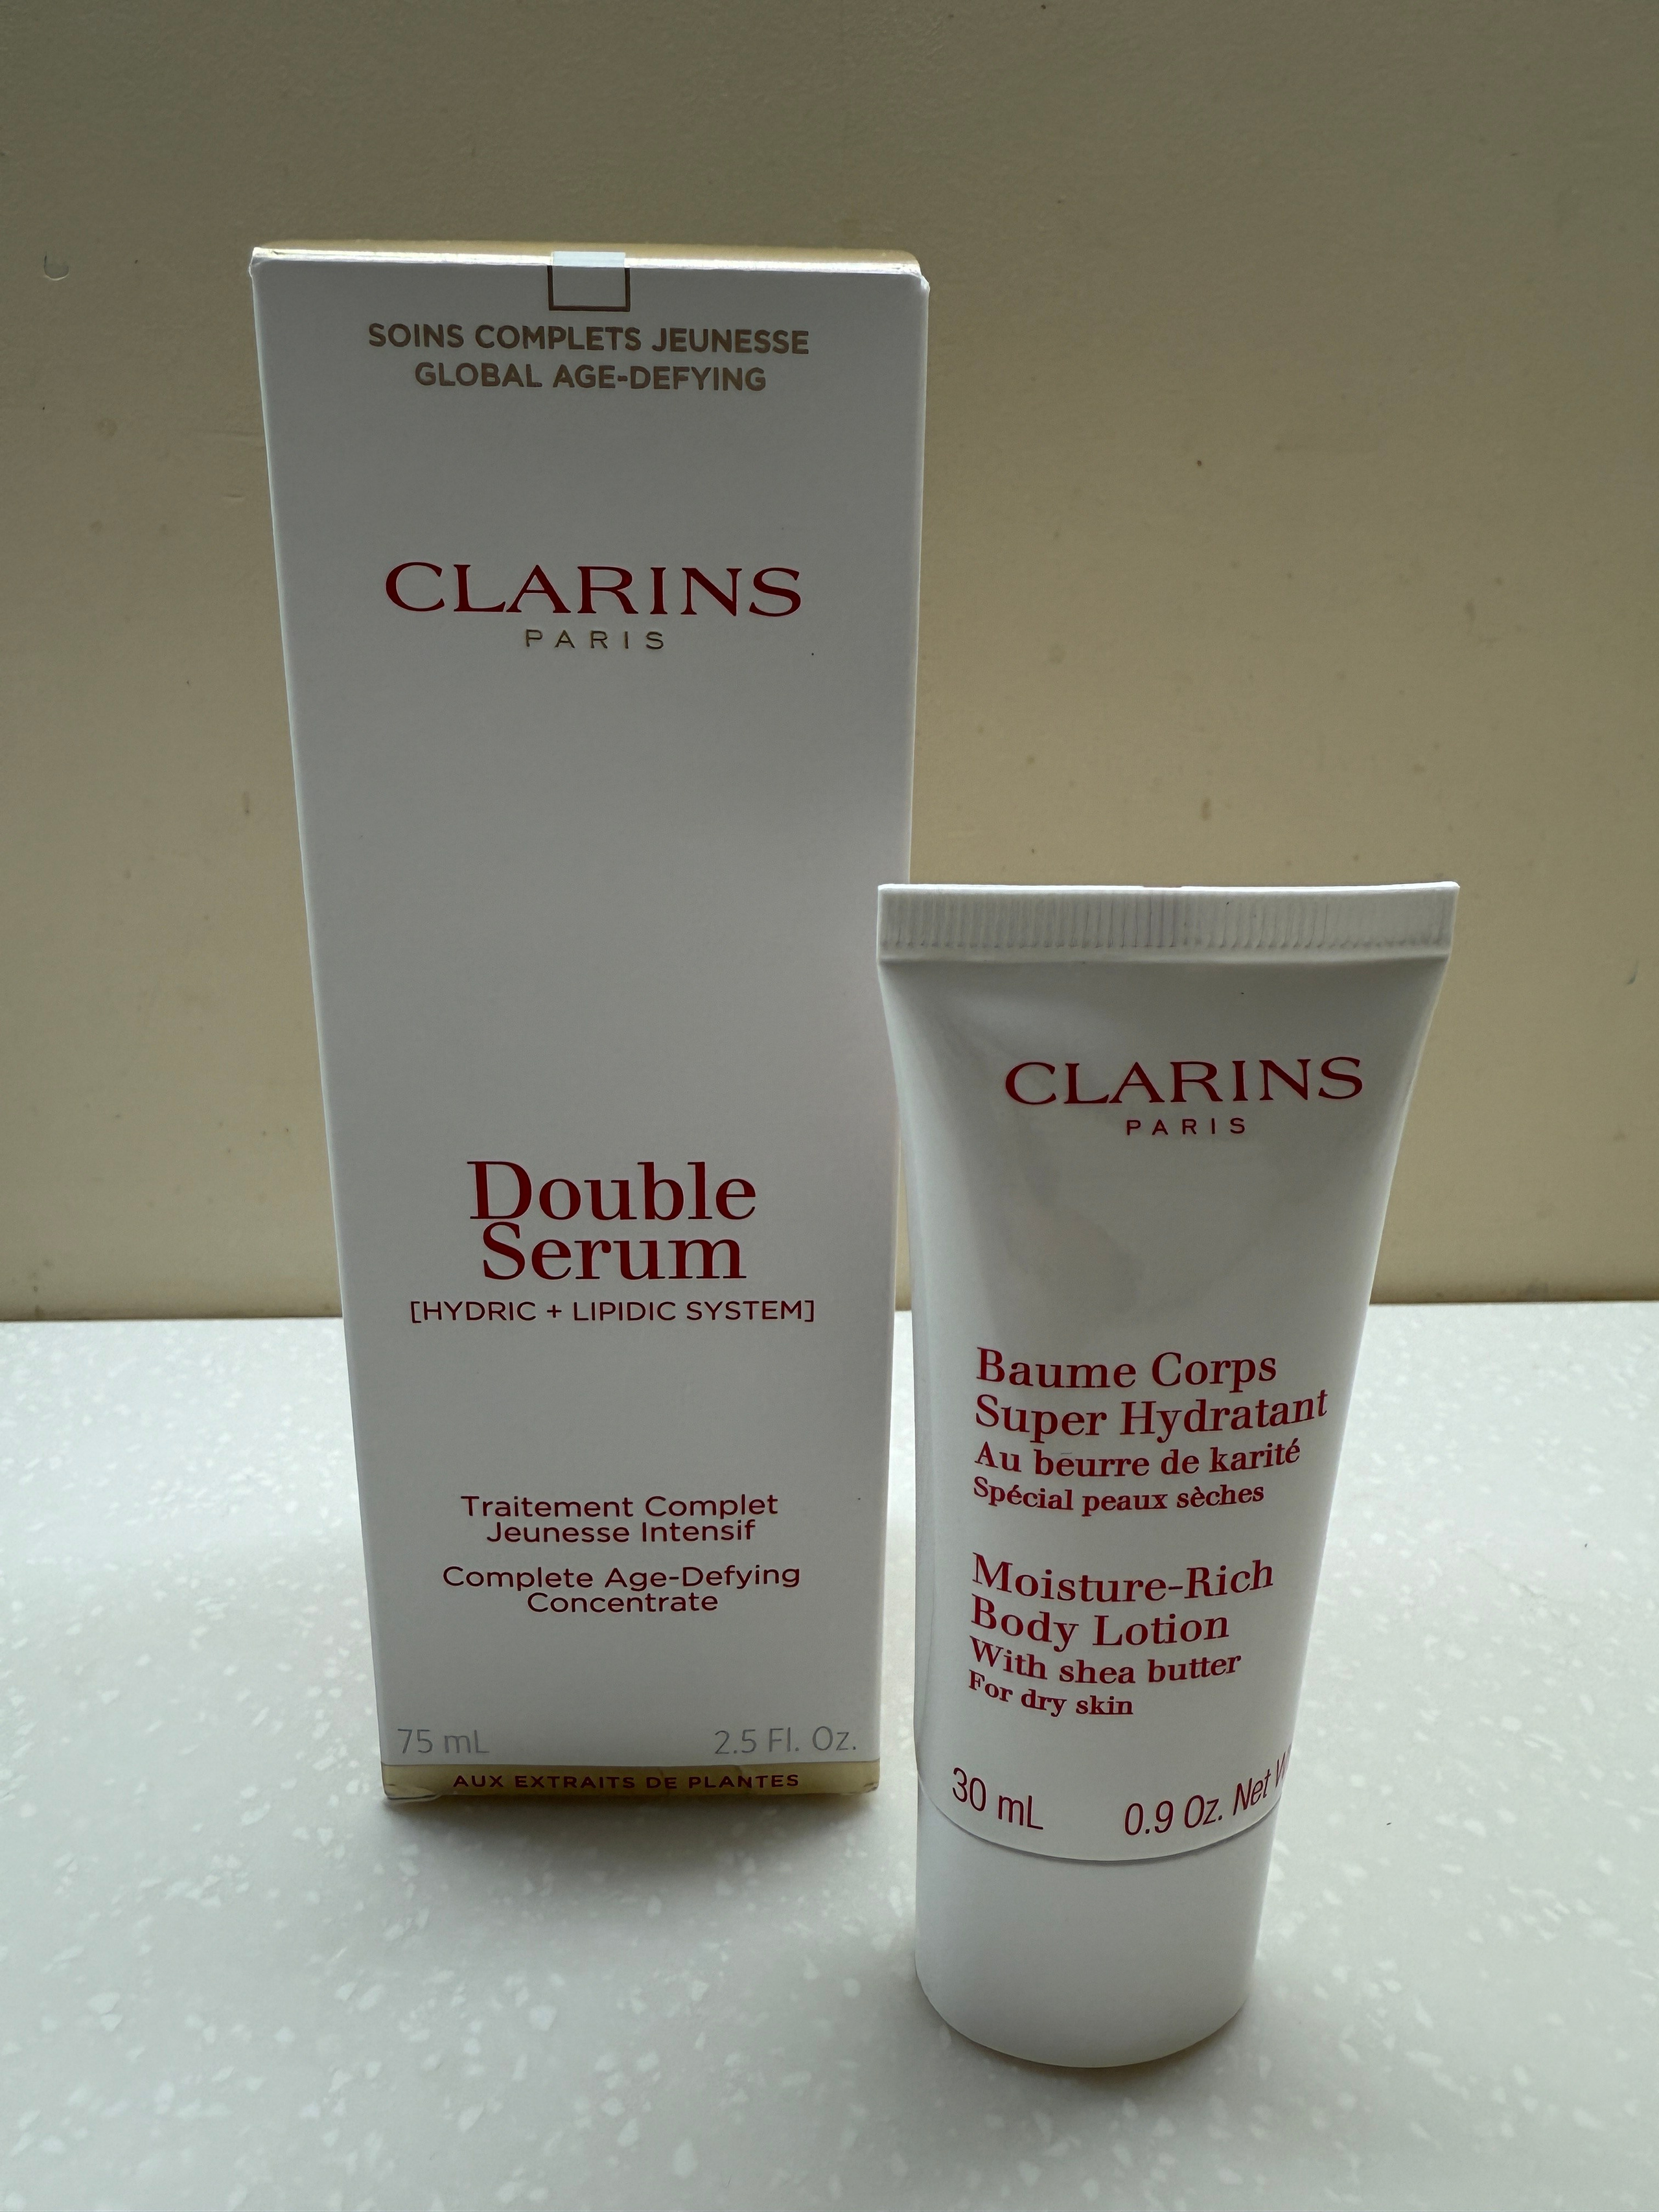 SOINS COMPLETS JEUNESSE
GLOBAL AGE-DEFYING
CLARINS
PARIS
Double
Serum
[HYDRIC + LIPIDIC SYSTEM]
Traitement Complet
Jeunesse Intensif
Complete Age-Defying
Concentrate
75 mL 2.5 Fl. Oz.
AUX EXTRAITS DE PLANTES
CLARINS
PARIS
Baume Corps
Super Hydratant
Au beurre de karité
Spécial peaux sèches
Moisture-Rich
Body Lotion
With shea butter
For dry skin
30 mL 0.9 Oz. Net